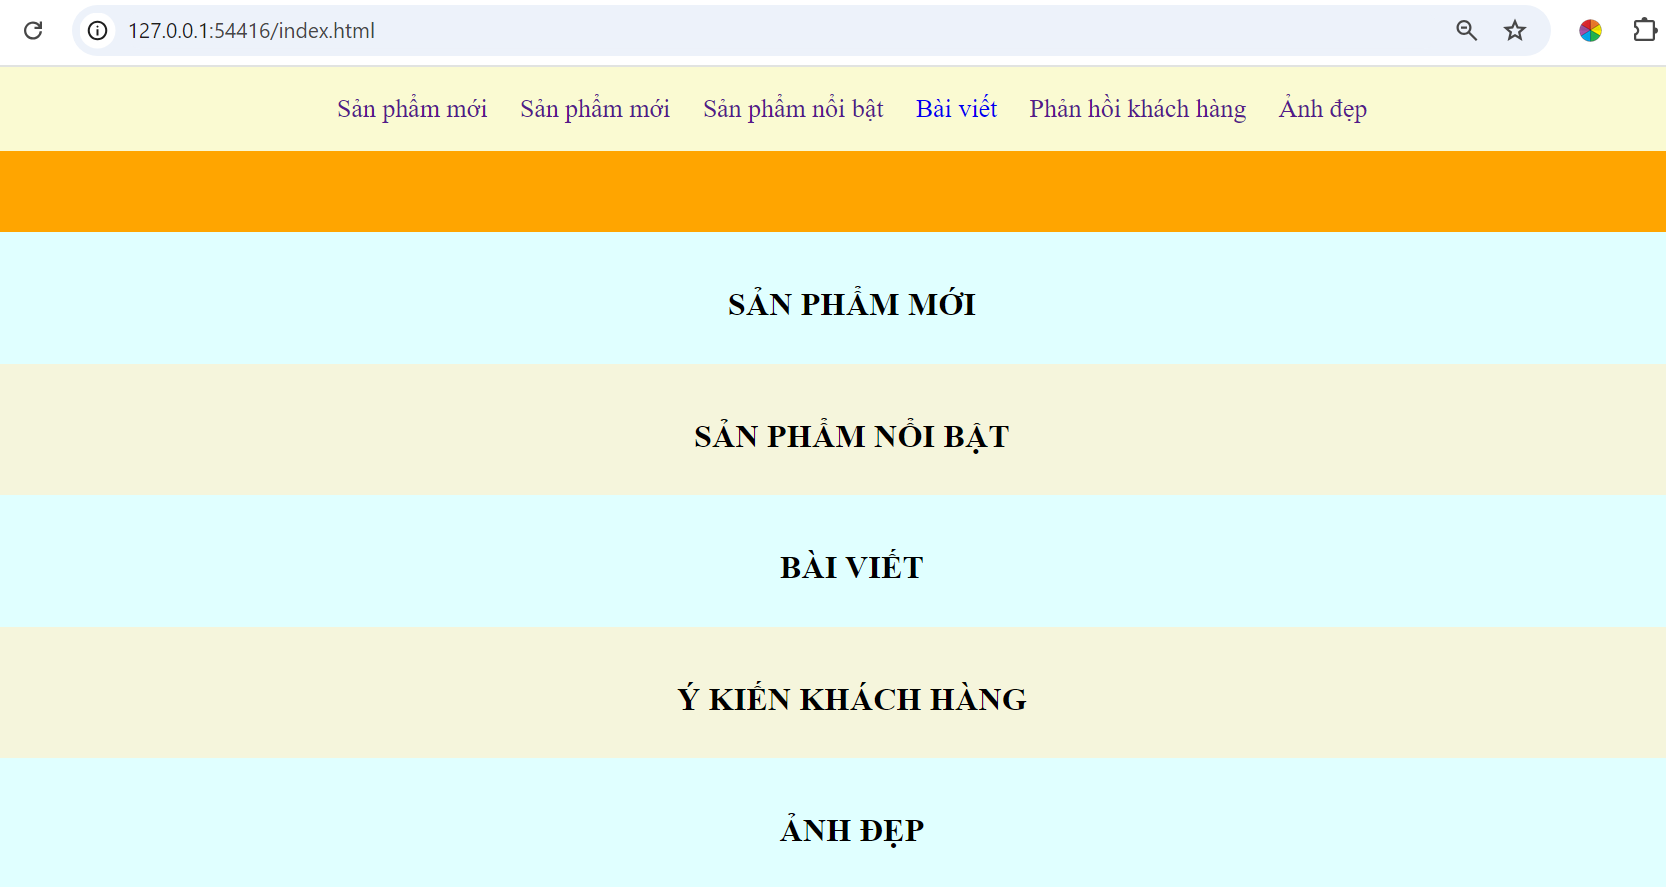 127.0.0.1:54416/index.html
Sản phẩm mới Sản phẩm mới Sản phẩm nổi bật Bài viết Phản hồi khách hàng Ảnh đẹp
SẢN PHẨM MỚI
SẢN PHẨM NỔI BẬT
BÀI VIẾT
Ý KIẾN KHÁCH HÀNG
ẢNH ĐẸP